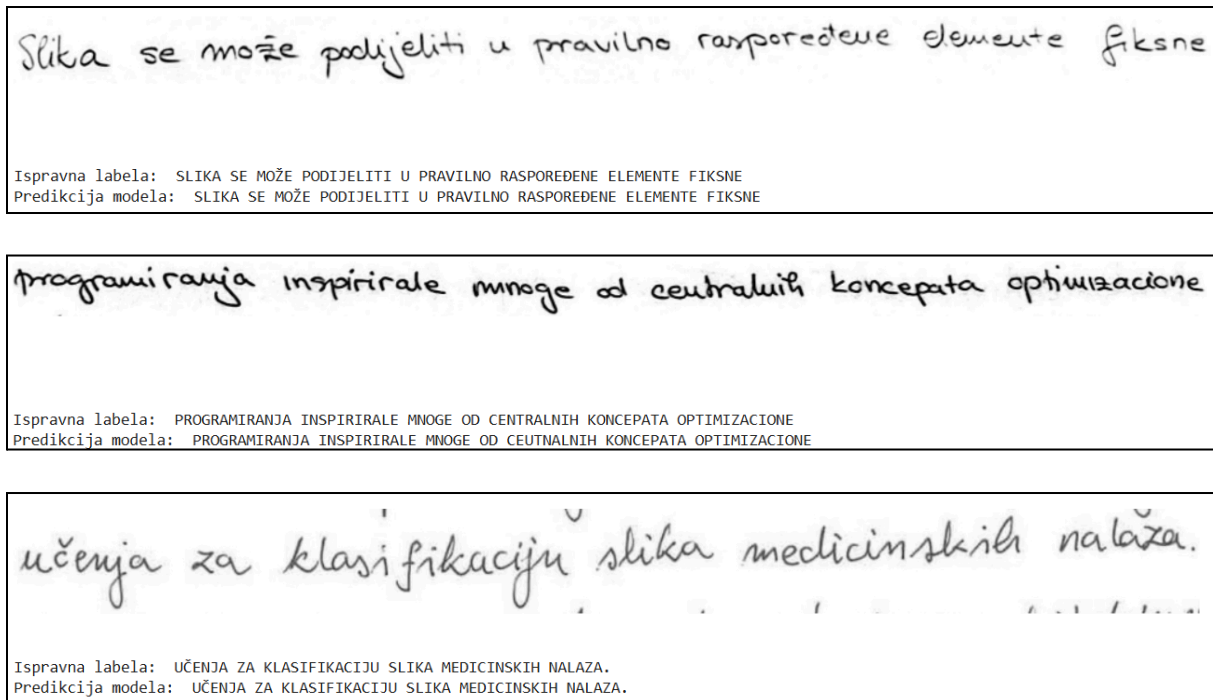 Slika se može podijeliti u pravilno raspoređene elemente fiksne
Ispravna labela: SLIKA SE MOŽE PODIJELITI U PRAVILNO RASPOREĐENE ELEMENTE FIKSNE
Predikcija modela: SLIKA SE MOŽE PODIJELITI U PRAVILNO RASPOREĐENE ELEMENTE FIKSNE
programiranja inspirirale mnoge od centralnih koncepata optimizacione
Ispravna labela: PROGRAMIRANJA INSPIRIRALE MNOGE OD CENTRALNIH KONCEPATA OPTIMIZACIONE
Predikcija modela: PROGRAMIRANJA INSPIRIRALE MNOGE OD CEUTNALNIH KONCEPATA OPTIMIZACIONE
učenja za klasifikaciju slika medicinskih nalaza.
Ispravna labela: UČENJA ZA KLASIFIKACIJU SLIKA MEDICINSKIH NALAZA.
Predikcija modela: UČENJA ZA KLASIFIKACIJU SLIKA MEDICINSKIH NALAZA.